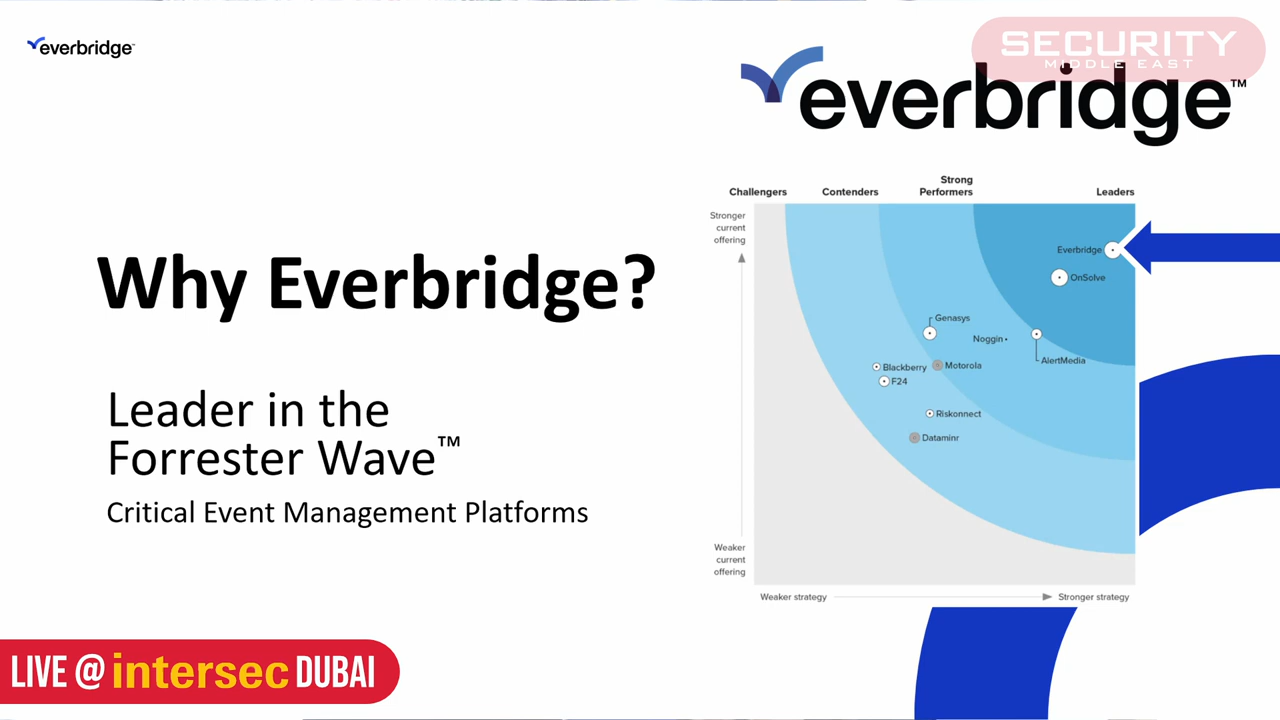 everbridge™
SECURITY
MIDDLE EAST
everbridge™
Why Everbridge?
Leader in the
Forrester Wave™
Critical Event Management Platforms
Challengers
Contenders
Strong
Performers
Leaders
Stronger
current
offering
Everbridge
OnSolve
Genasys
Noggin
AlertMedia
Blackberry
Motorola
F24
Riskonnect
Dataminr
Weaker
current
offering
Weaker strategy
Stronger strategy
LIVE @ intersec DUBAI